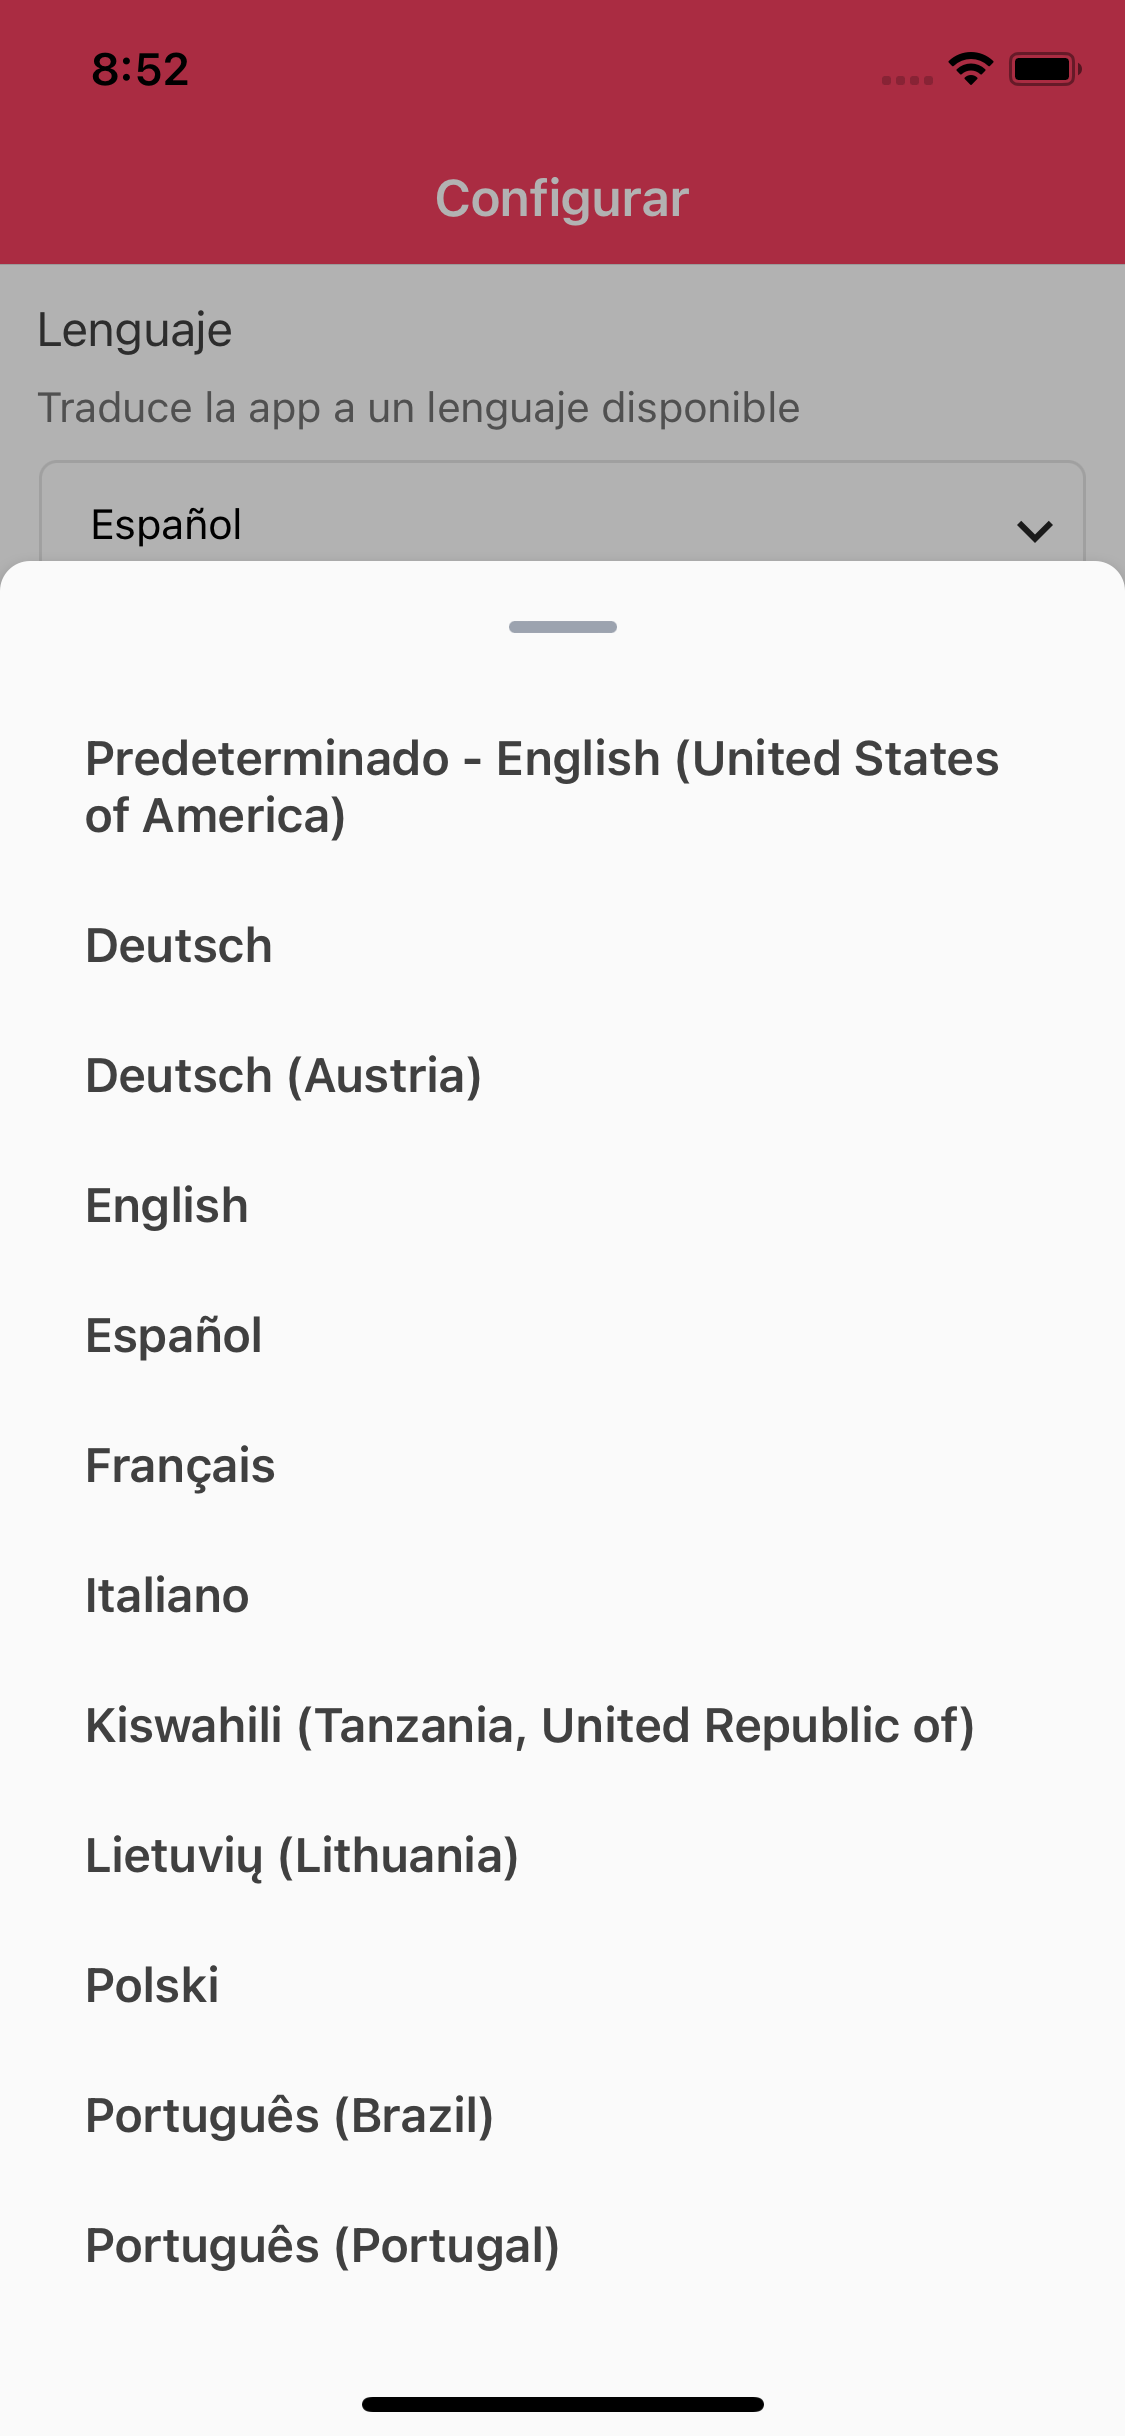 8:52
Configurar
Lenguaje
Traduce la app a un lenguaje disponible
Español
Predeterminado - English (United States
of America)
Deutsch
Deutsch (Austria)
English
Español
Français
Italiano
Kiswahili (Tanzania, United Republic of)
Lietuvių (Lithuania)
Polski
Português (Brazil)
Português (Portugal)